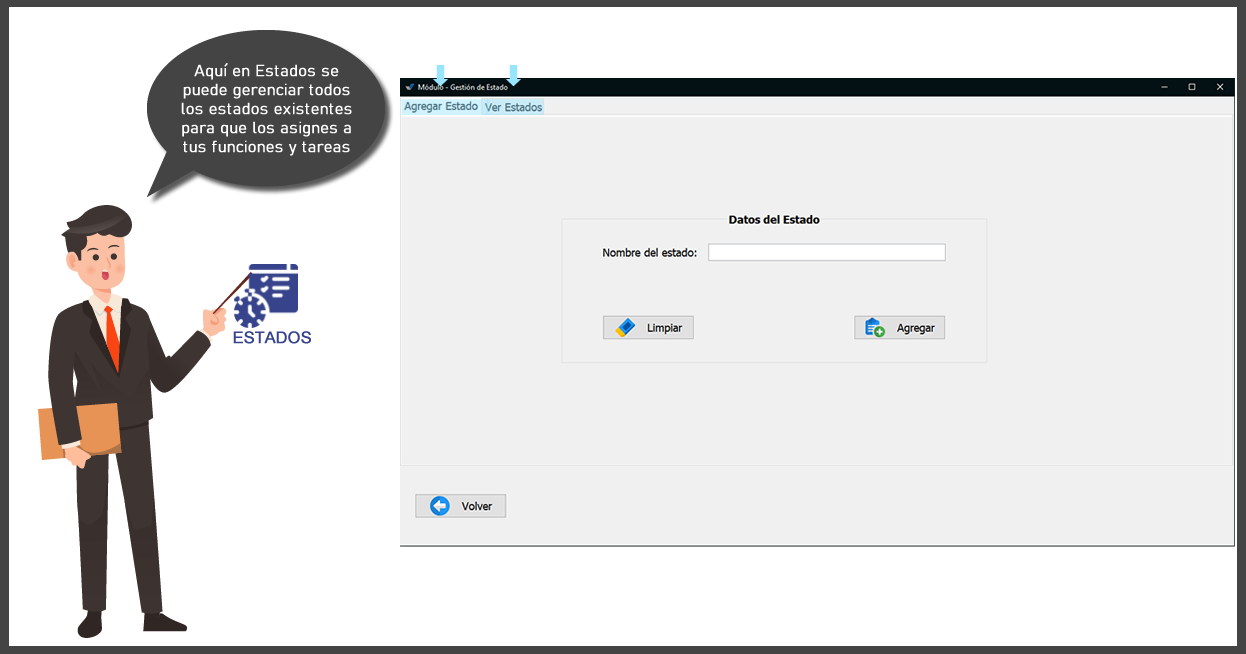 Aquí en Estados se
puede gerenciar todos
los estados existentes
para que los asignes a
tus funciones y tareas
ESTADOS
Módulo - Gestión de Estado
Agregar Estado Ver Estados
Datos del Estado
Nombre del estado:
Limpiar Agregar
Volver